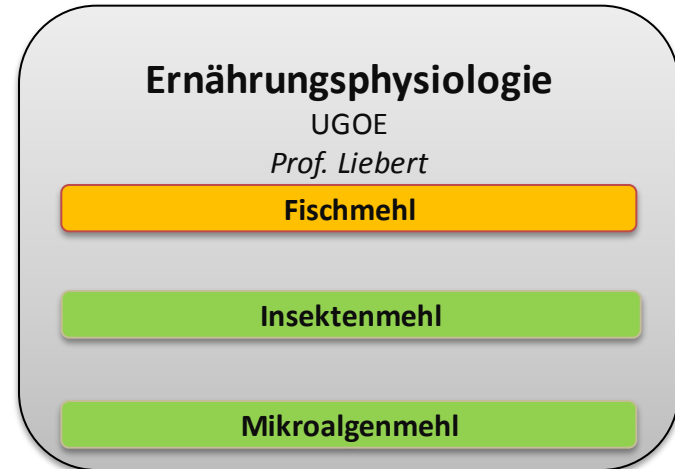 Ernährungsphysiologie
UGOE
Prof. Liebert
Fischmehl
Insektenmehl
Mikroalgenmehl